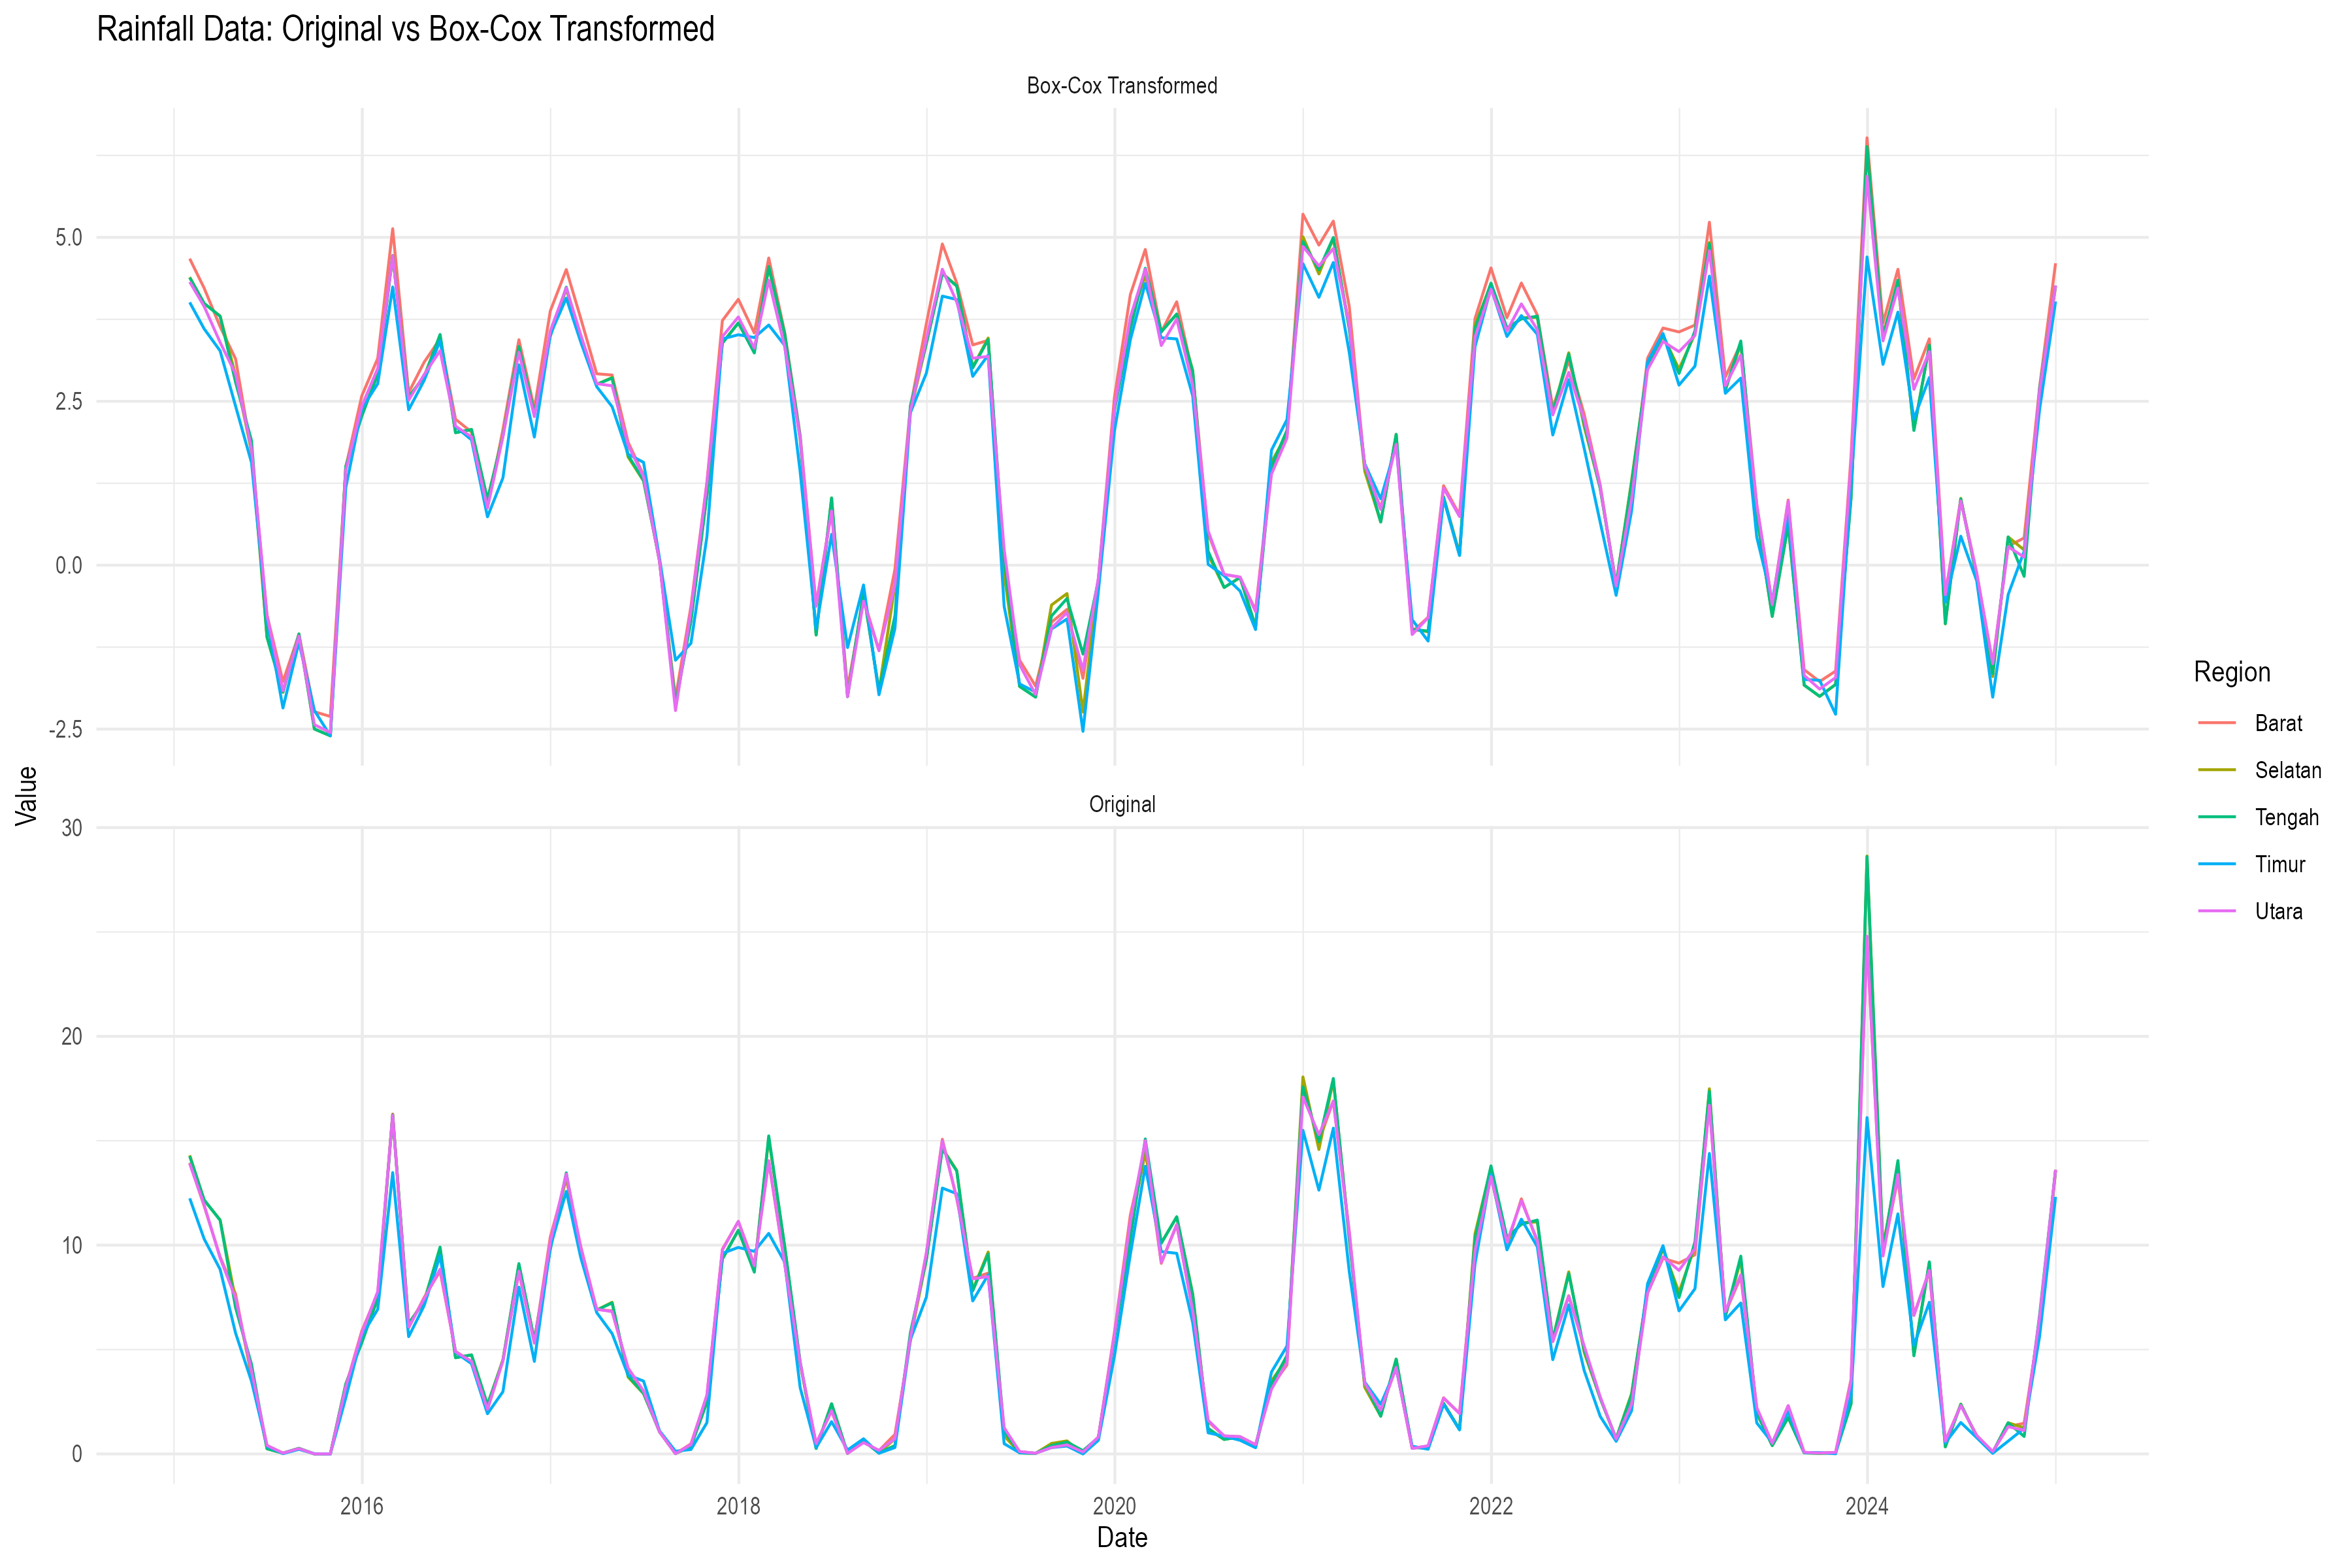 Rainfall Data: Original vs Box-Cox Transformed
Box-Cox Transformed
5.0
2.5
0.0
-2.5
Value
Original
30
20
10
0
2016
2018
2020
2022
2024
Date
Region
Barat
Selatan
Tengah
Timur
Utara